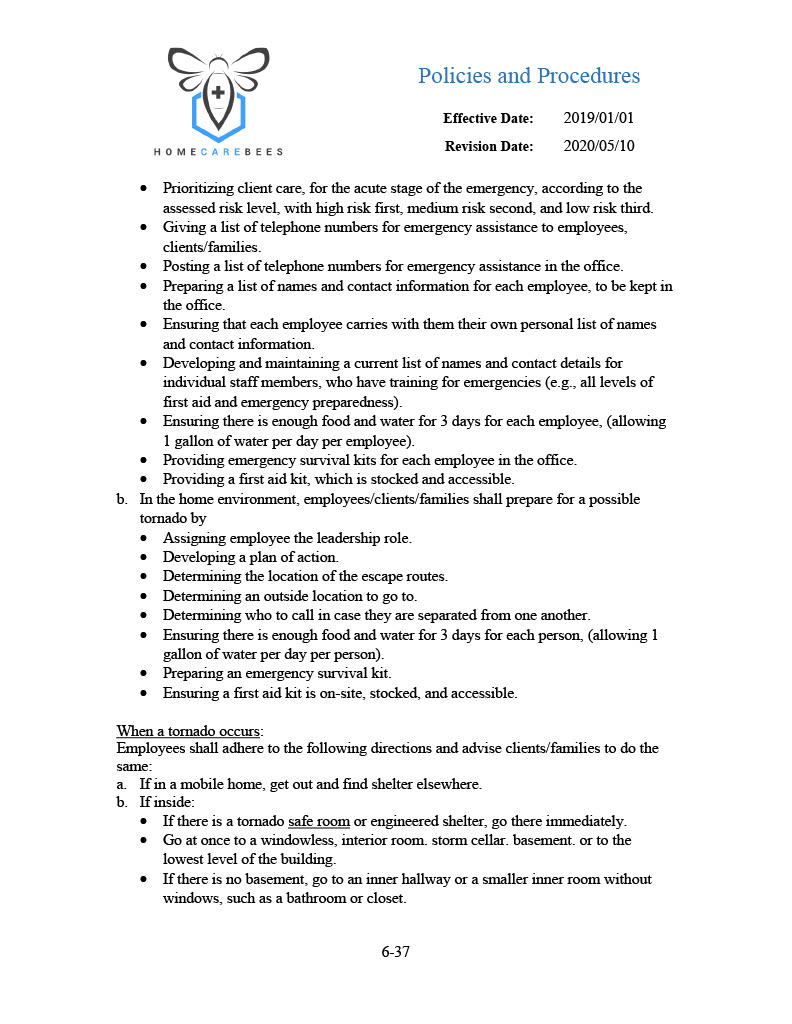 Policies and Procedures
Effective Date: 2019/01/01
Revision Date: 2020/05/10
HOMECAREBEES
• Prioritizing client care, for the acute stage of the emergency, according to the
assessed risk level, with high risk first, medium risk second, and low risk third.
• Giving a list of telephone numbers for emergency assistance to employees,
clients/families.
• Posting a list of telephone numbers for emergency assistance in the office.
• Preparing a list of names and contact information for each employee, to be kept in
the office.
• Ensuring that each employee carries with them their own personal list of names
and contact information.
• Developing and maintaining a current list of names and contact details for
individual staff members, who have training for emergencies (e.g., all levels of
first aid and emergency preparedness).
• Ensuring there is enough food and water for 3 days for each employee, (allowing
1 gallon of water per day per employee).
• Providing emergency survival kits for each employee in the office.
• Providing a first aid kit, which is stocked and accessible.
b. In the home environment, employees/clients/families shall prepare for a possible
tornado by
• Assigning employee the leadership role.
• Developing a plan of action.
• Determining the location of the escape routes.
• Determining an outside location to go to.
• Determining who to call in case they are separated from one another.
• Ensuring there is enough food and water for 3 days for each person, (allowing 1
gallon of water per day per person).
• Preparing an emergency survival kit.
• Ensuring a first aid kit is on-site, stocked, and accessible.
When a tornado occurs:
Employees shall adhere to the following directions and advise clients/families to do the
same:
a. If in a mobile home, get out and find shelter elsewhere.
b. If inside:
• If there is a tornado safe room or engineered shelter, go there immediately.
• Go at once to a windowless, interior room. storm cellar. basement. or to the
lowest level of the building.
• If there is no basement, go to an inner hallway or a smaller inner room without
windows, such as a bathroom or closet.
6-37